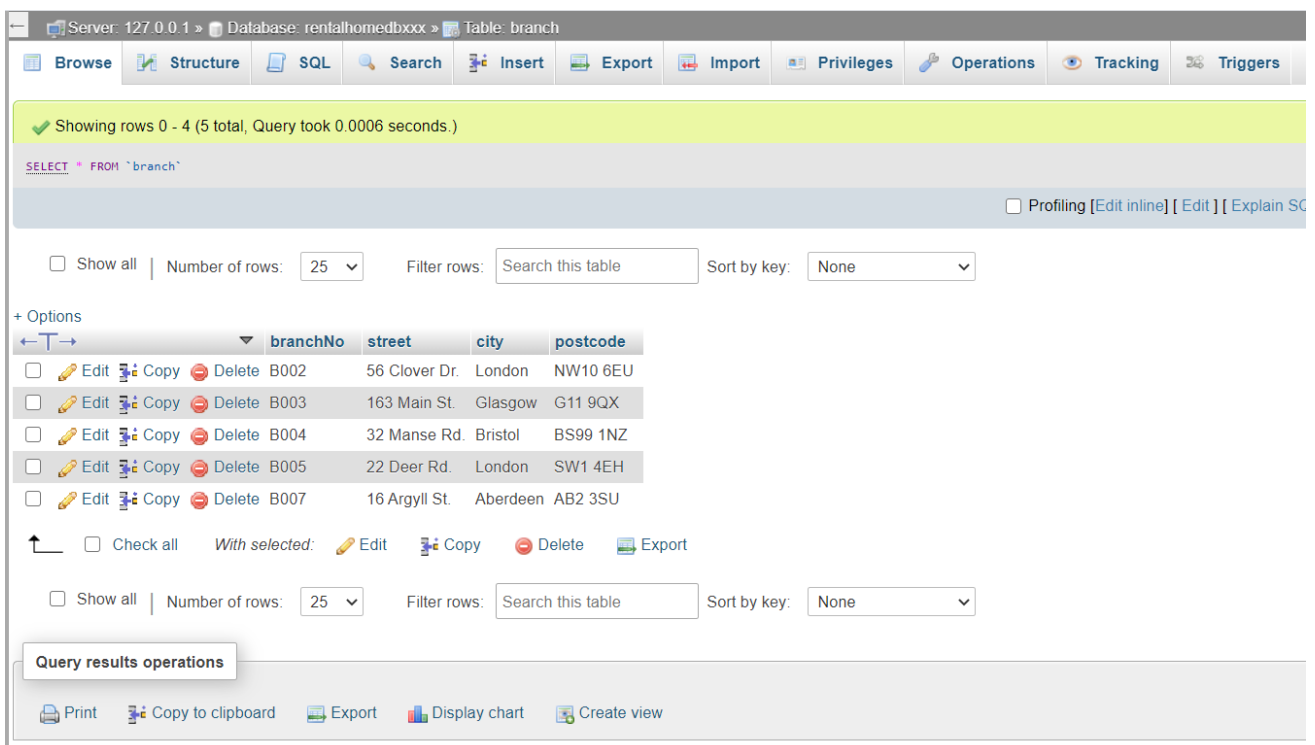 Server: 127.0.0.1 » Database: rentalhomedbxxx » Table: branch
Browse Structure SQL Search Insert Export Import Privileges Operations Tracking Triggers
Showing rows 0 - 4 (5 total, Query took 0.0006 seconds.)
SELECT * FROM `branch`
Profiling [Edit inline] [ Edit ] [ Explain SQ
Show all | Number of rows: 25 Filter rows: Search this table Sort by key: None
+ Options
←T→ branchNo street city postcode
Edit Copy Delete B002 56 Clover Dr. London NW10 6EU
Edit Copy Delete B003 163 Main St. Glasgow G11 9QX
Edit Copy Delete B004 32 Manse Rd. Bristol BS99 1NZ
Edit Copy Delete B005 22 Deer Rd. London SW1 4EH
Edit Copy Delete B007 16 Argyll St. Aberdeen AB2 3SU
Check all With selected: Edit Copy Delete Export
Show all | Number of rows: 25 Filter rows: Search this table Sort by key: None
Query results operations
Print Copy to clipboard Export Display chart Create view